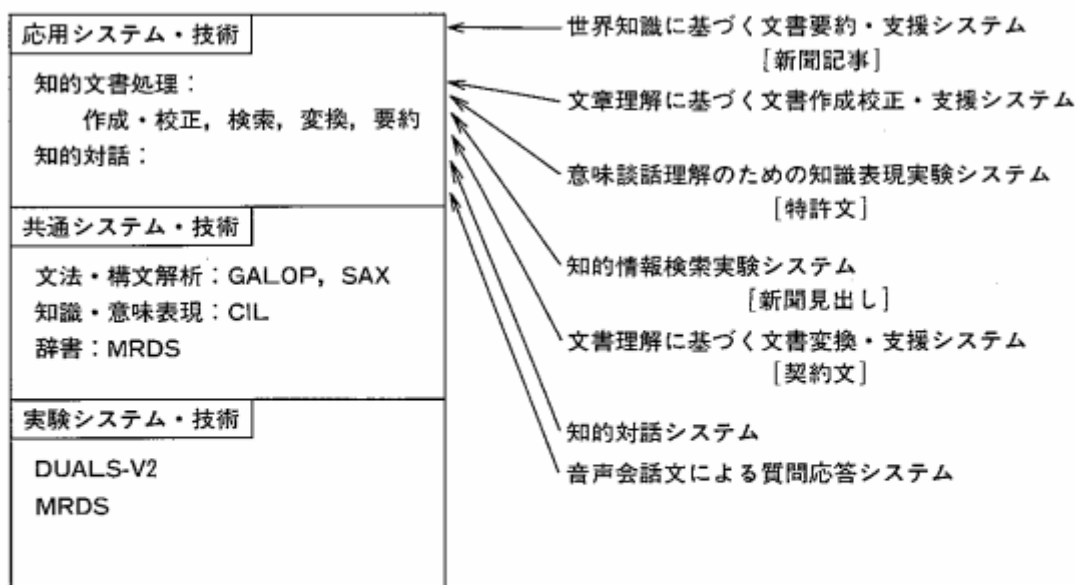 応用システム・技術
知的文書処理：
作成・校正，検索，変換，要約
知的対話：
共通システム・技術
文法・構文解析：GALOP，SAX
知識・意味表現：CIL
辞書：MRDS
実験システム・技術
DUALS-V2
MRDS
世界知識に基づく文書要約・支援システム
［新聞記事］
文章理解に基づく文書作成校正・支援システム
意味談話理解のための知識表現実験システム
［特許文］
知的情報検索実験システム
［新聞見出し］
文書理解に基づく文書変換・支援システム
［契約文］
知的対話システム
音声会話文による質問応答システム